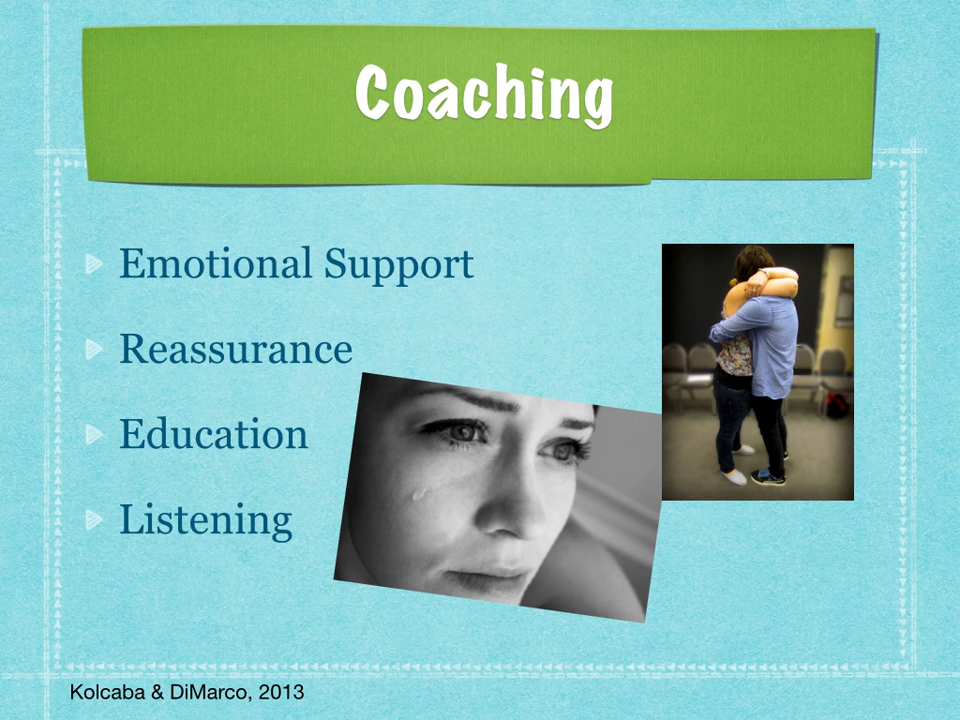 Coaching
Emotional Support
Reassurance
Education
Listening
Kolcaba & DiMarco, 2013